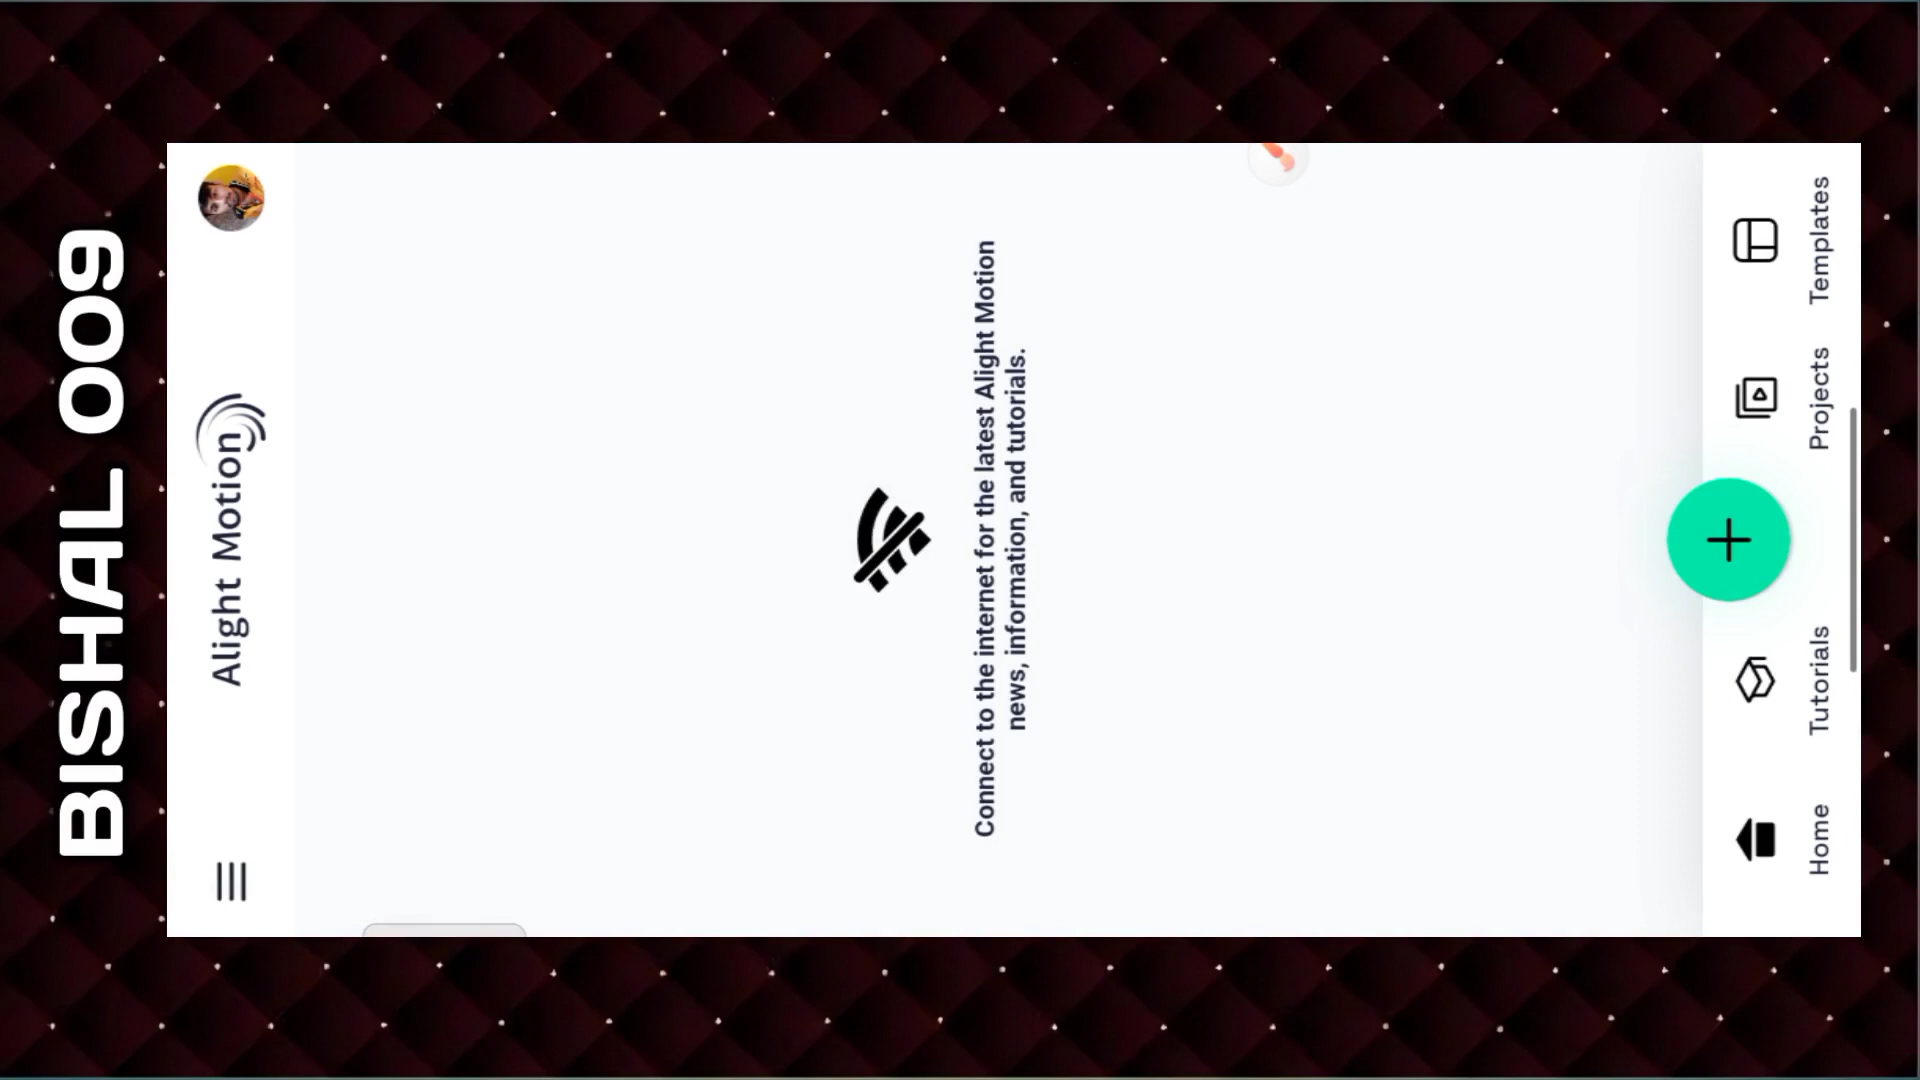 BISHAL 009
Alight Motion
Connect to the internet for the latest Alight Motion
news, information, and tutorials.
Home
Tutorials
Projects
Templates